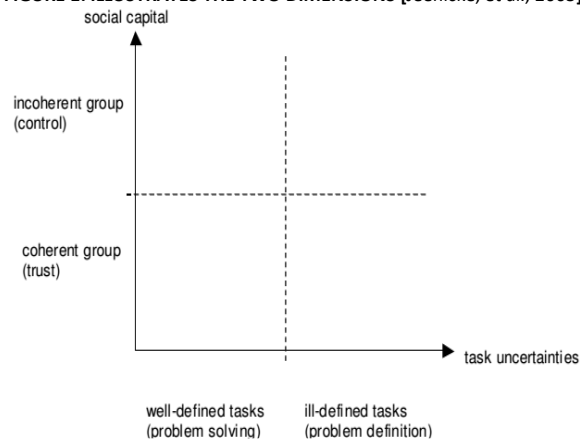 social capital
incoherent group
(control)
coherent group
(trust)
task uncertainties
well-defined tasks
(problem solving)
ill-defined tasks
(problem definition)